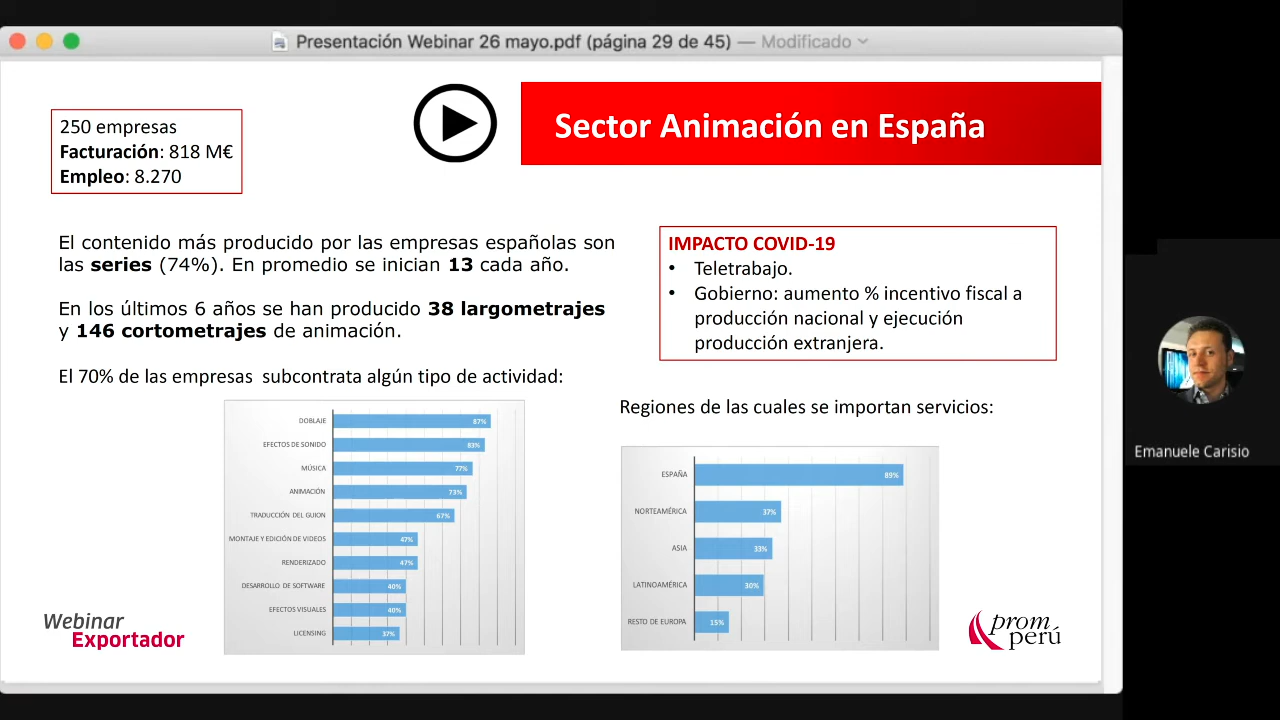 Presentación Webinar 26 mayo.pdf (página 29 de 45) — Modificado
250 empresas
Facturación: 818 M€
Empleo: 8.270
Sector Animación en España
El contenido más producido por las empresas españolas son
las series (74%). En promedio se inician 13 cada año.
En los últimos 6 años se han producido 38 largometrajes
y 146 cortometrajes de animación.
El 70% de las empresas subcontrata algún tipo de actividad:
IMPACTO COVID-19
• Teletrabajo.
• Gobierno: aumento % incentivo fiscal a
producción nacional y ejecución
producción extranjera.
Regiones de las cuales se importan servicios:
DOBLAJE 87%
EFECTOS DE SONIDO 83%
MÚSICA 77%
ANIMACIÓN 73%
TRADUCCIÓN DEL GUION 67%
MONTAJE Y EDICIÓN DE VIDEOS 47%
RENDERIZADO 47%
DESARROLLO DE SOFTWARE 40%
EFECTOS VISUALES 40%
LICENSING 37%
ESPAÑA 89%
NORTEAMÉRICA 37%
ASIA 33%
LATINOAMÉRICA 30%
RESTO DE EUROPA 15%
Webinar
Exportador
prom
perú
Emanuele Carisio